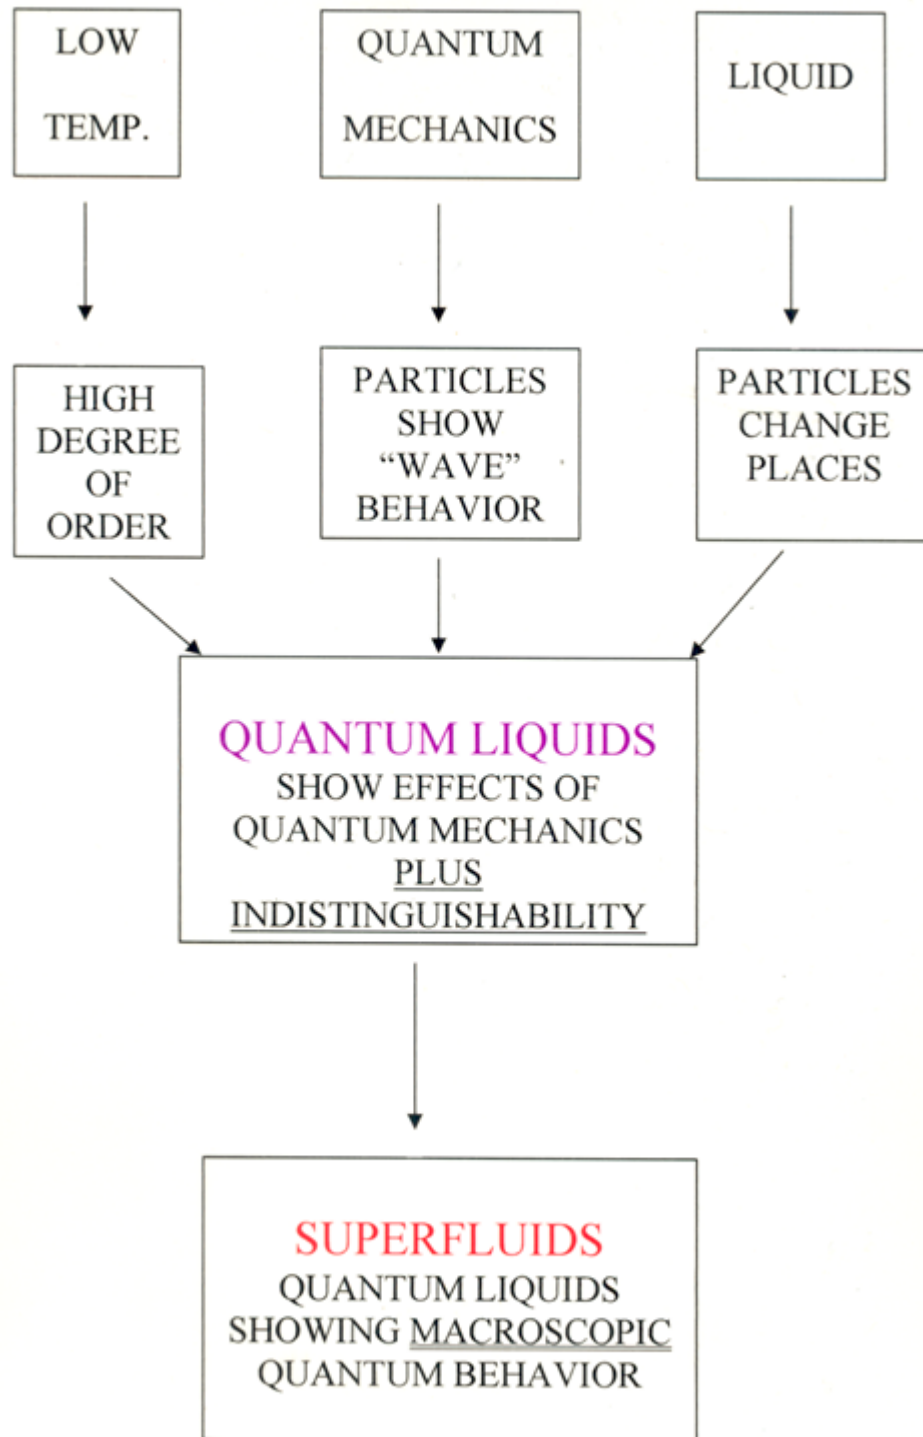 LOW
TEMP.
QUANTUM
MECHANICS
LIQUID
HIGH
DEGREE
OF
ORDER
PARTICLES
SHOW
“WAVE”
BEHAVIOR
PARTICLES
CHANGE
PLACES
QUANTUM LIQUIDS
SHOW EFFECTS OF
QUANTUM MECHANICS
PLUS
INDISTINGUISHABILITY
SUPERFLUIDS
QUANTUM LIQUIDS
SHOWING MACROSCOPIC
QUANTUM BEHAVIOR